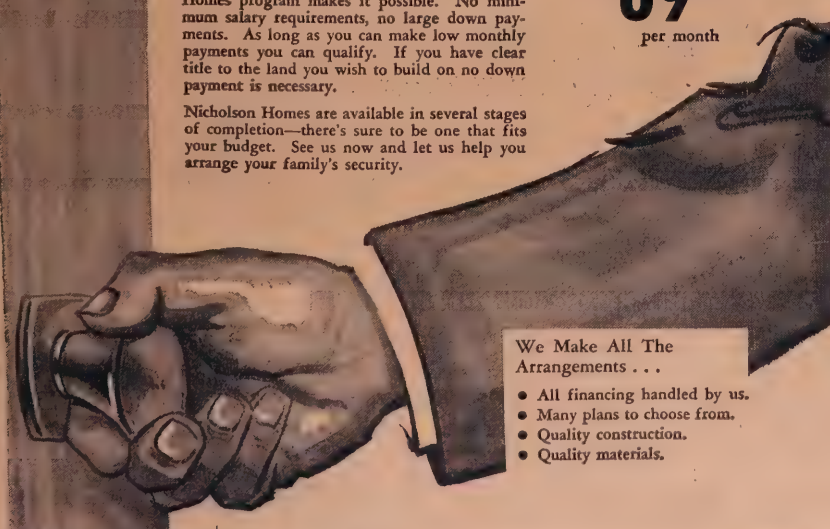 Homes program makes it possible. No mini-
mum salary requirements, no large down pay-
ments. As long as you can make low monthly
payments you can qualify. If you have clear
title to the land you wish to build on no down
payment is necessary.
Nicholson Homes are available in several stages
of completion—there's sure to be one that fits
your budget. See us now and let us help you
arrange your family's security.
per month
We Make All The
Arrangements . . .
• All financing handled by us.
• Many plans to choose from.
• Quality construction.
• Quality materials.